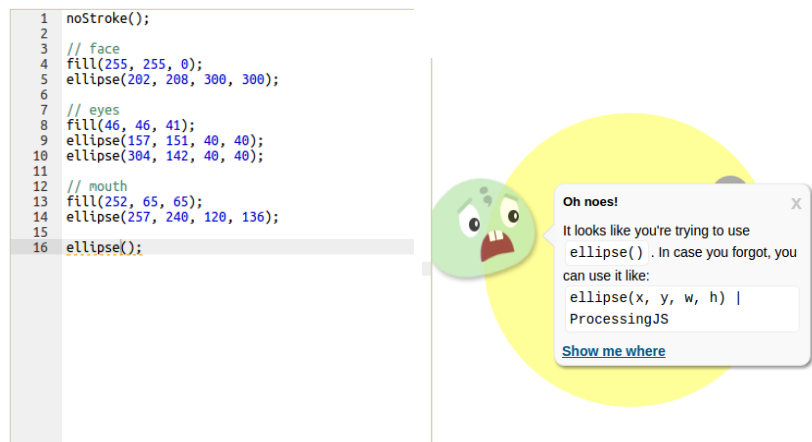 1 noStroke();
2
3 // face
4 fill(255, 255, 0);
5 ellipse(202, 208, 300, 300);
6
7 // eyes
8 fill(46, 46, 41);
9 ellipse(157, 151, 40, 40);
10 ellipse(304, 142, 40, 40);
11
12 // mouth
13 fill(252, 65, 65);
14 ellipse(257, 240, 120, 136);
15
16 ellipse();
Oh noes!
X
It looks like you're trying to use
ellipse() . In case you forgot, you
can use it like:
ellipse(x, y, w, h) |
ProcessingJS
Show me where